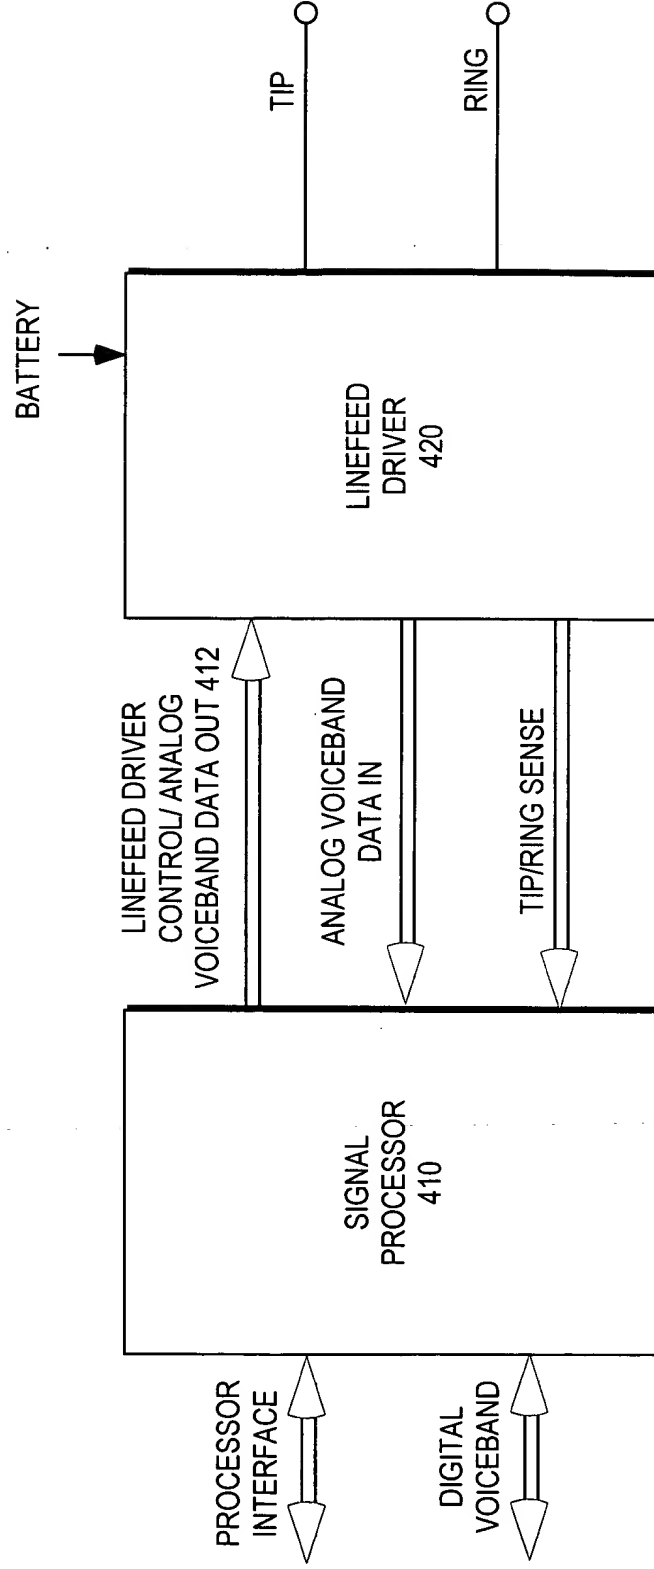 PROCESSOR
INTERFACE
DIGITAL
VOICEBAND
SIGNAL
PROCESSOR
410
LINEFEED DRIVER
CONTROL/ ANALOG
VOICEBAND DATA OUT 412
ANALOG VOICEBAND
DATA IN
TIP/RING SENSE
BATTERY
LINEFEED
DRIVER
420
TIP
RING